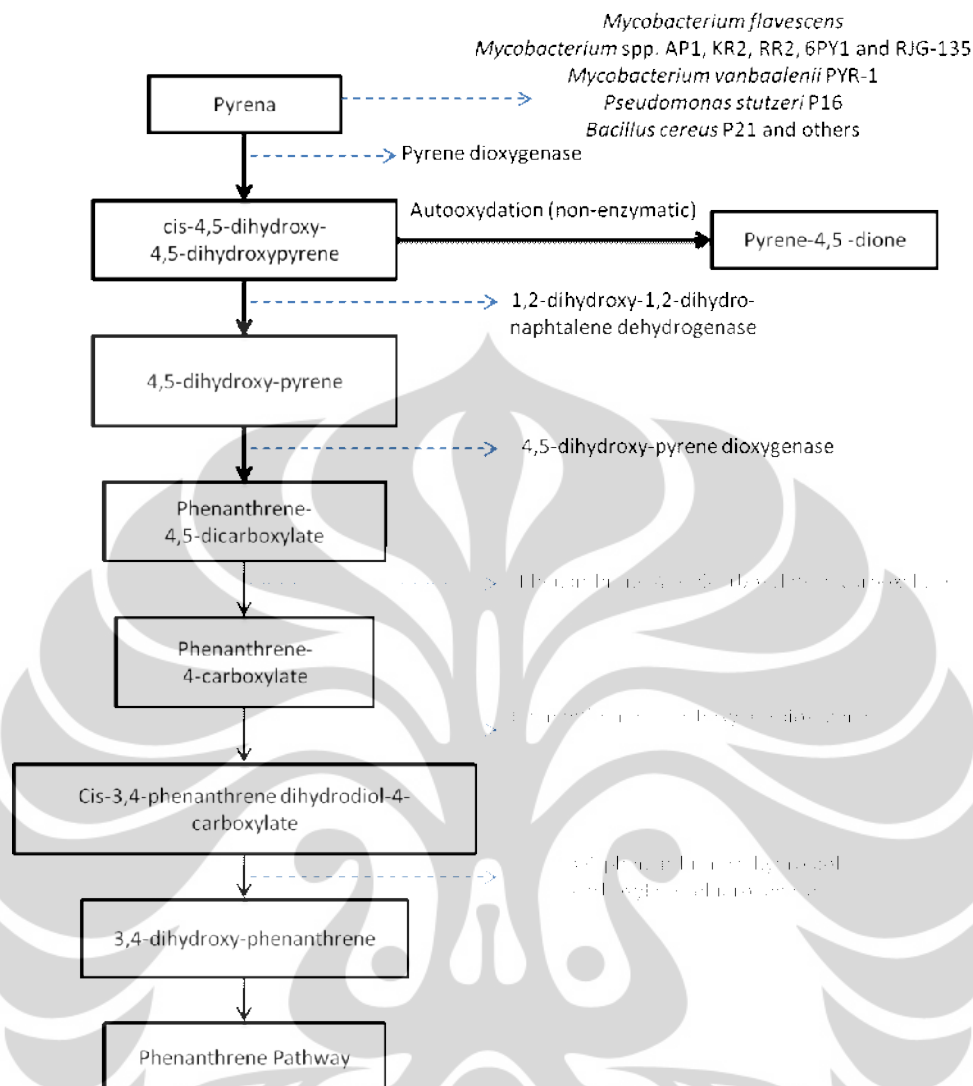 Mycobacterium flavescens
Mycobacterium spp. AP1, KR2, RR2, 6PY1 and RJG-135
Mycobacterium vanbaalenii PYR-1
Pseudomonas stutzeri P16
Bacillus cereus P21 and others
Pyrena
Pyrene dioxygenase
cis-4,5-dihydroxy-
4,5-dihydroxypyrene
Autooxydation (non-enzymatic)
Pyrene-4,5 -dione
1,2-dihydroxy-1,2-dihydro-
naphtalene dehydrogenase
4,5-dihydroxy-pyrene
4,5-dihydroxy-pyrene dioxygenase
Phenanthrene-
4,5-dicarboxylate
Phenanthrene-
4-carboxylate
Cis-3,4-phenanthrene dihydrodiol-4-
carboxylate
3,4-dihydroxy-phenanthrene
Phenanthrene Pathway